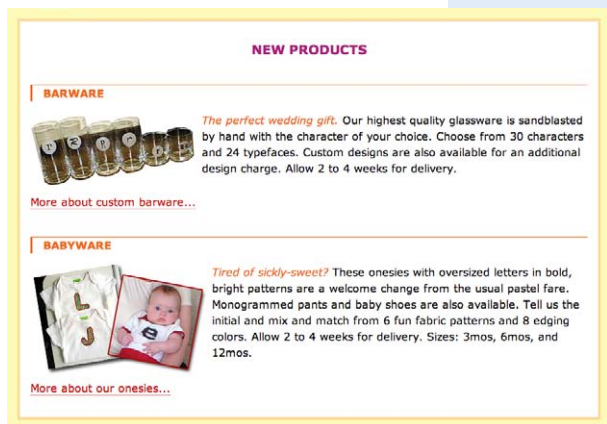 NEW PRODUCTS
BARWARE
The perfect wedding gift. Our highest quality glassware is sandblasted
by hand with the character of your choice. Choose from 30 characters
and 24 typefaces. Custom designs are also available for an additional
design charge. Allow 2 to 4 weeks for delivery.
More about custom barware...
BABYWARE
Tired of sickly-sweet? These onesies with oversized letters in bold,
bright patterns are a welcome change from the usual pastel fare.
Monogrammed pants and baby shoes are also available. Tell us the
initial and mix and match from 6 fun fabric patterns and 8 edging
colors. Allow 2 to 4 weeks for delivery. Sizes: 3mos, 6mos, and
12mos.
L
J
e
More about our onesies...